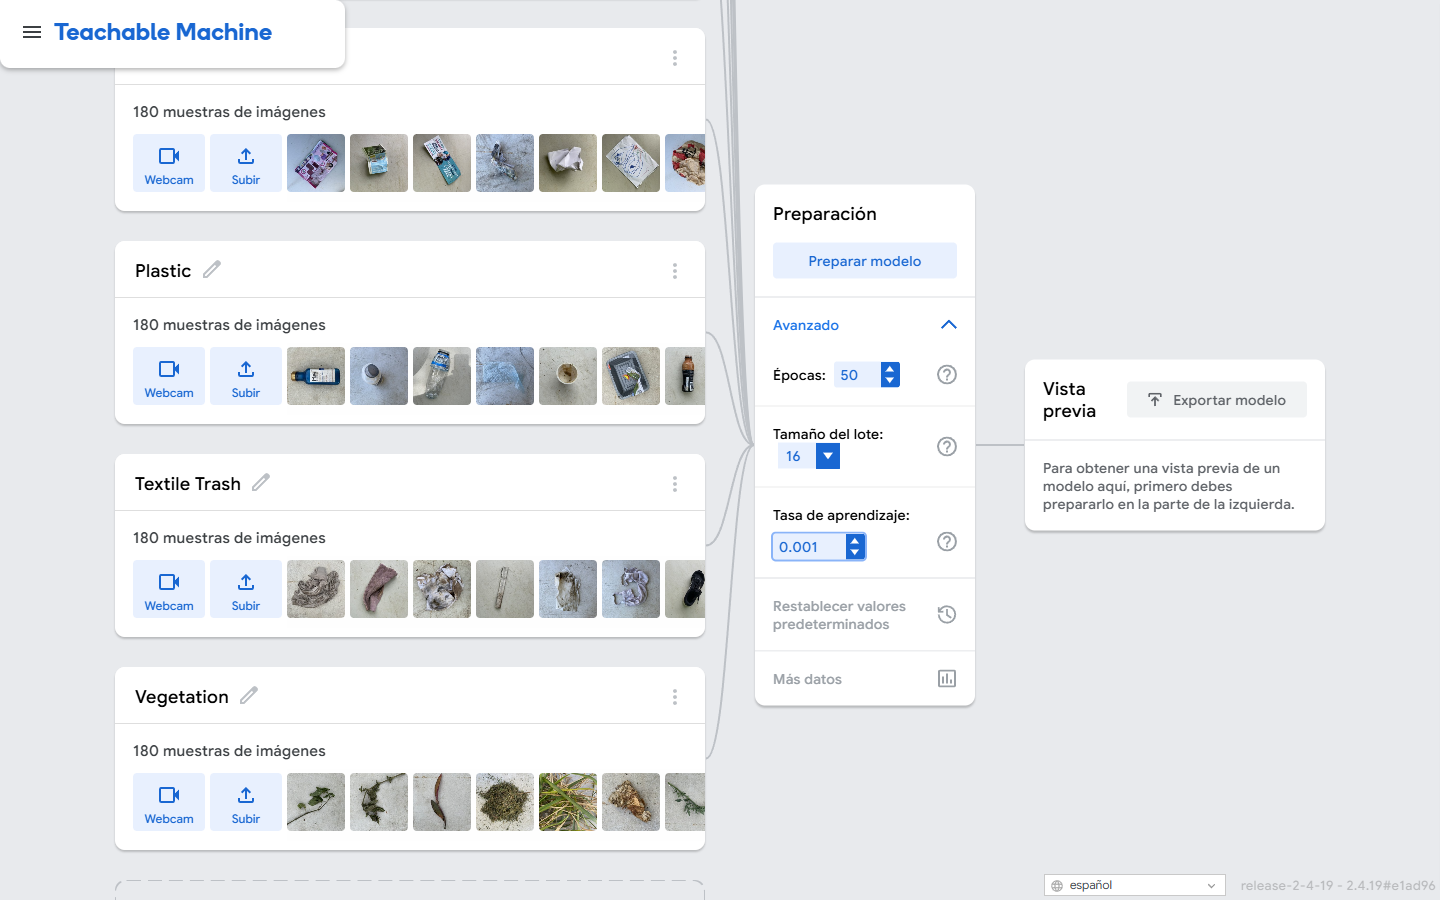 Teachable Machine
180 muestras de imágenes
Webcam
Subir
Plastic
180 muestras de imágenes
Webcam
Subir
Textile Trash
180 muestras de imágenes
Webcam
Subir
Vegetation
180 muestras de imágenes
Webcam
Subir
Preparación
Preparar modelo
Avanzado
Épocas: 50
Tamaño del lote:
16
Tasa de aprendizaje:
0.001
Restablecer valores
predeterminados
Más datos
Vista
previa
Exportar modelo
Para obtener una vista previa de un
modelo aquí, primero debes
prepararlo en la parte de la izquierda.
español
release-2-4-19 - 2.4.19#e1ad96